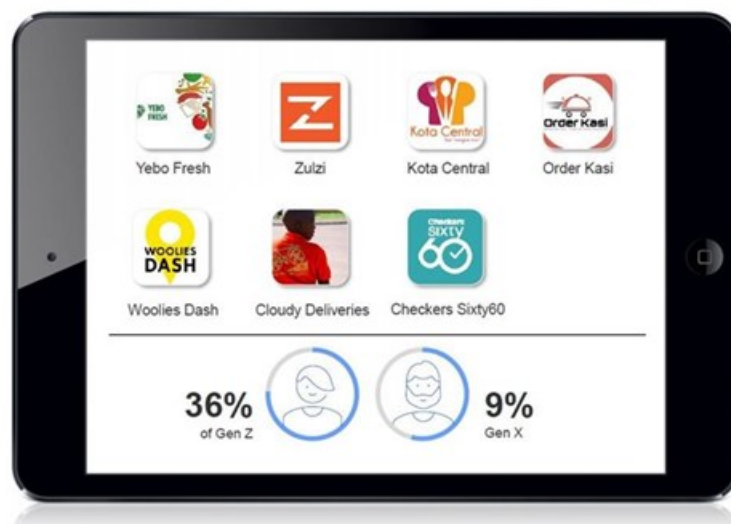 YEBO
FRESH
Z
Kota Central
Order Kasi
Yebo Fresh
Zulzi
Kota Central
Order Kasi
WOOLIES
DASH
CHECKERS
SIXTY
60
Woolies Dash
Cloudy Deliveries
Checkers Sixty60
36%
of Gen Z
9%
Gen X